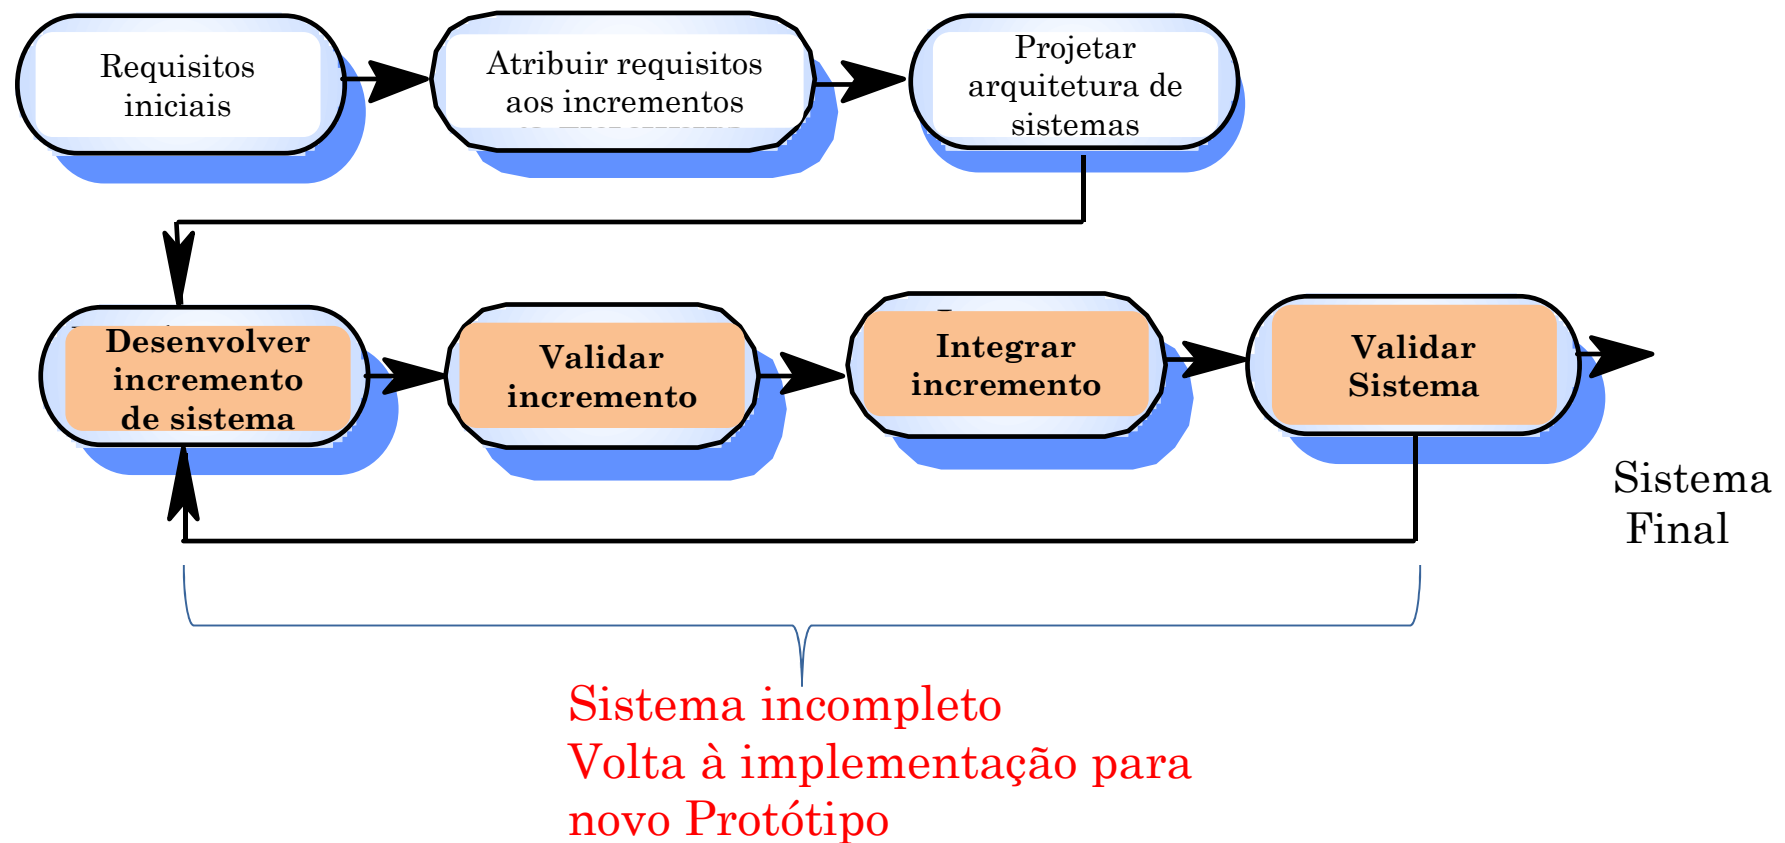 Requisitos
iniciais
Atribuir requisitos
aos incrementos
Projetar
arquitetura de
sistemas
Desenvolver
incremento
de sistema
Validar
incremento
Integrar
incremento
Validar
Sistema
Sistema
Final
Sistema incompleto
Volta à implementação para
novo Protótipo